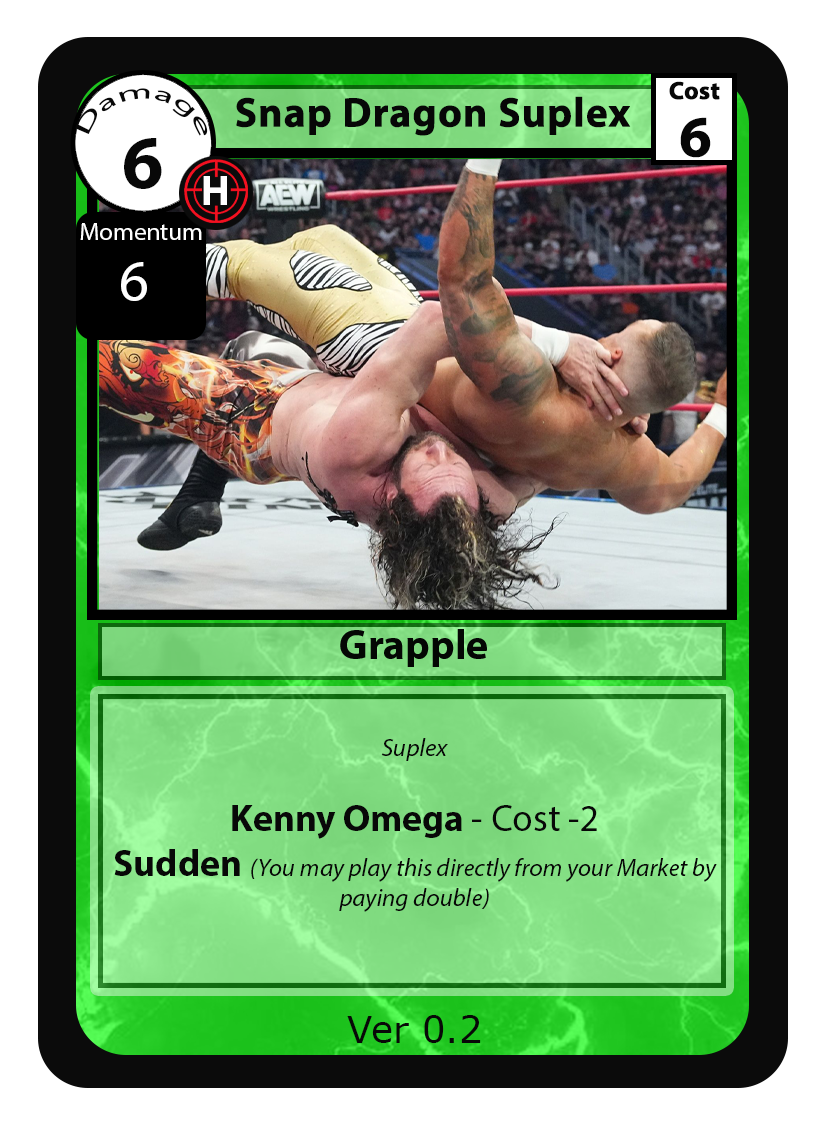 Damage
6
Snap Dragon Suplex
Cost
6
H
AEW
WRESTLING
Momentum
6
Grapple
Suplex
Kenny Omega - Cost -2
Sudden (You may play this directly from your Market by
paying double)
Ver 0.2